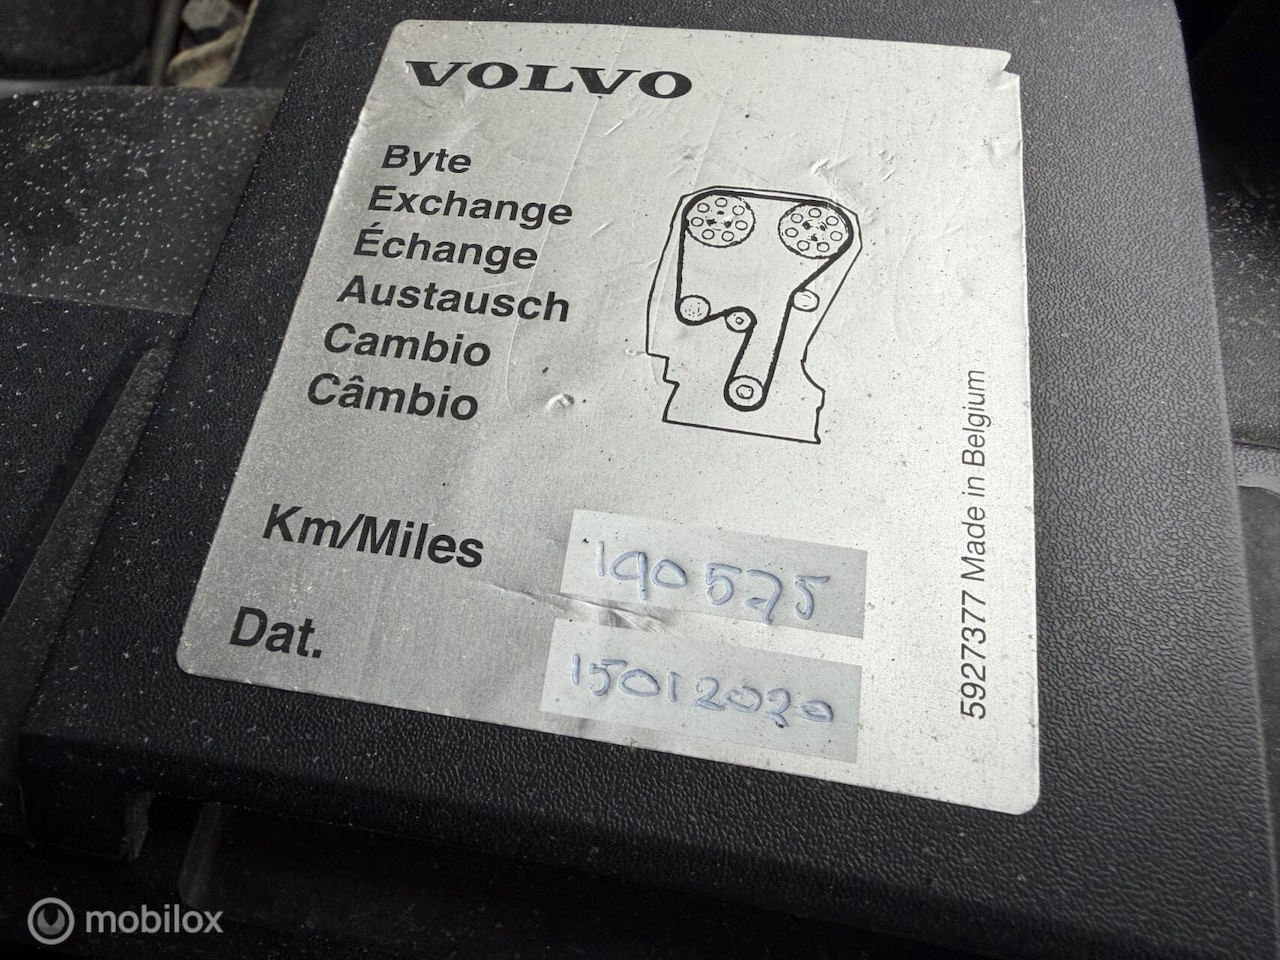 VOLVO
Byte
Exchange
Échange
Austausch
Cambio
Câmbio
Km/Miles 190575
Dat. 15012020
5927377 Made in Belgium
mobilox